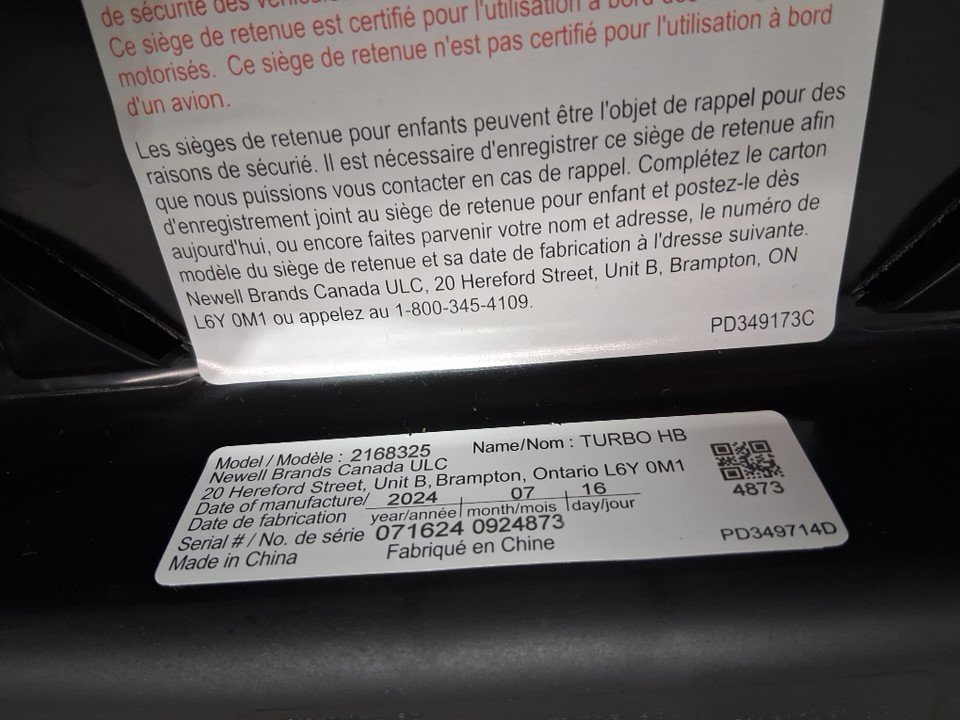 de sécurité des véhicules
Ce siège de retenue est certifié pour l'utilisation à bord des
motorisés. Ce siège de retenue n'est pas certifié pour l'utilisation à bord
d'un avion.
Les sièges de retenue pour enfants peuvent être l'objet de rappel pour des
raisons de sécurié. Il est nécessaire d'enregistrer ce siège de retenue afin
que nous puissions vous contacter en cas de rappel. Complétez le carton
d'enregistrement joint au siège de retenue pour enfant et postez-le dès
aujourd'hui, ou encore faites parvenir votre nom et adresse, le numéro de
modèle du siège de retenue et sa date de fabrication à l'dresse suivante.
Newell Brands Canada ULC, 20 Hereford Street, Unit B, Brampton, ON
L6Y 0M1 ou appelez au 1-800-345-4109.
PD349173C
Model / Modèle : 2168325 Name/Nom : TURBO HB
Newell Brands Canada ULC
20 Hereford Street, Unit B, Brampton, Ontario L6Y 0M1
Date of manufacture/ 2024 07 16
Date de fabrication year/année month/mois day/jour
4873
Serial # / No. de série 071624 0924873
Made in China Fabriqué en Chine
PD349714D